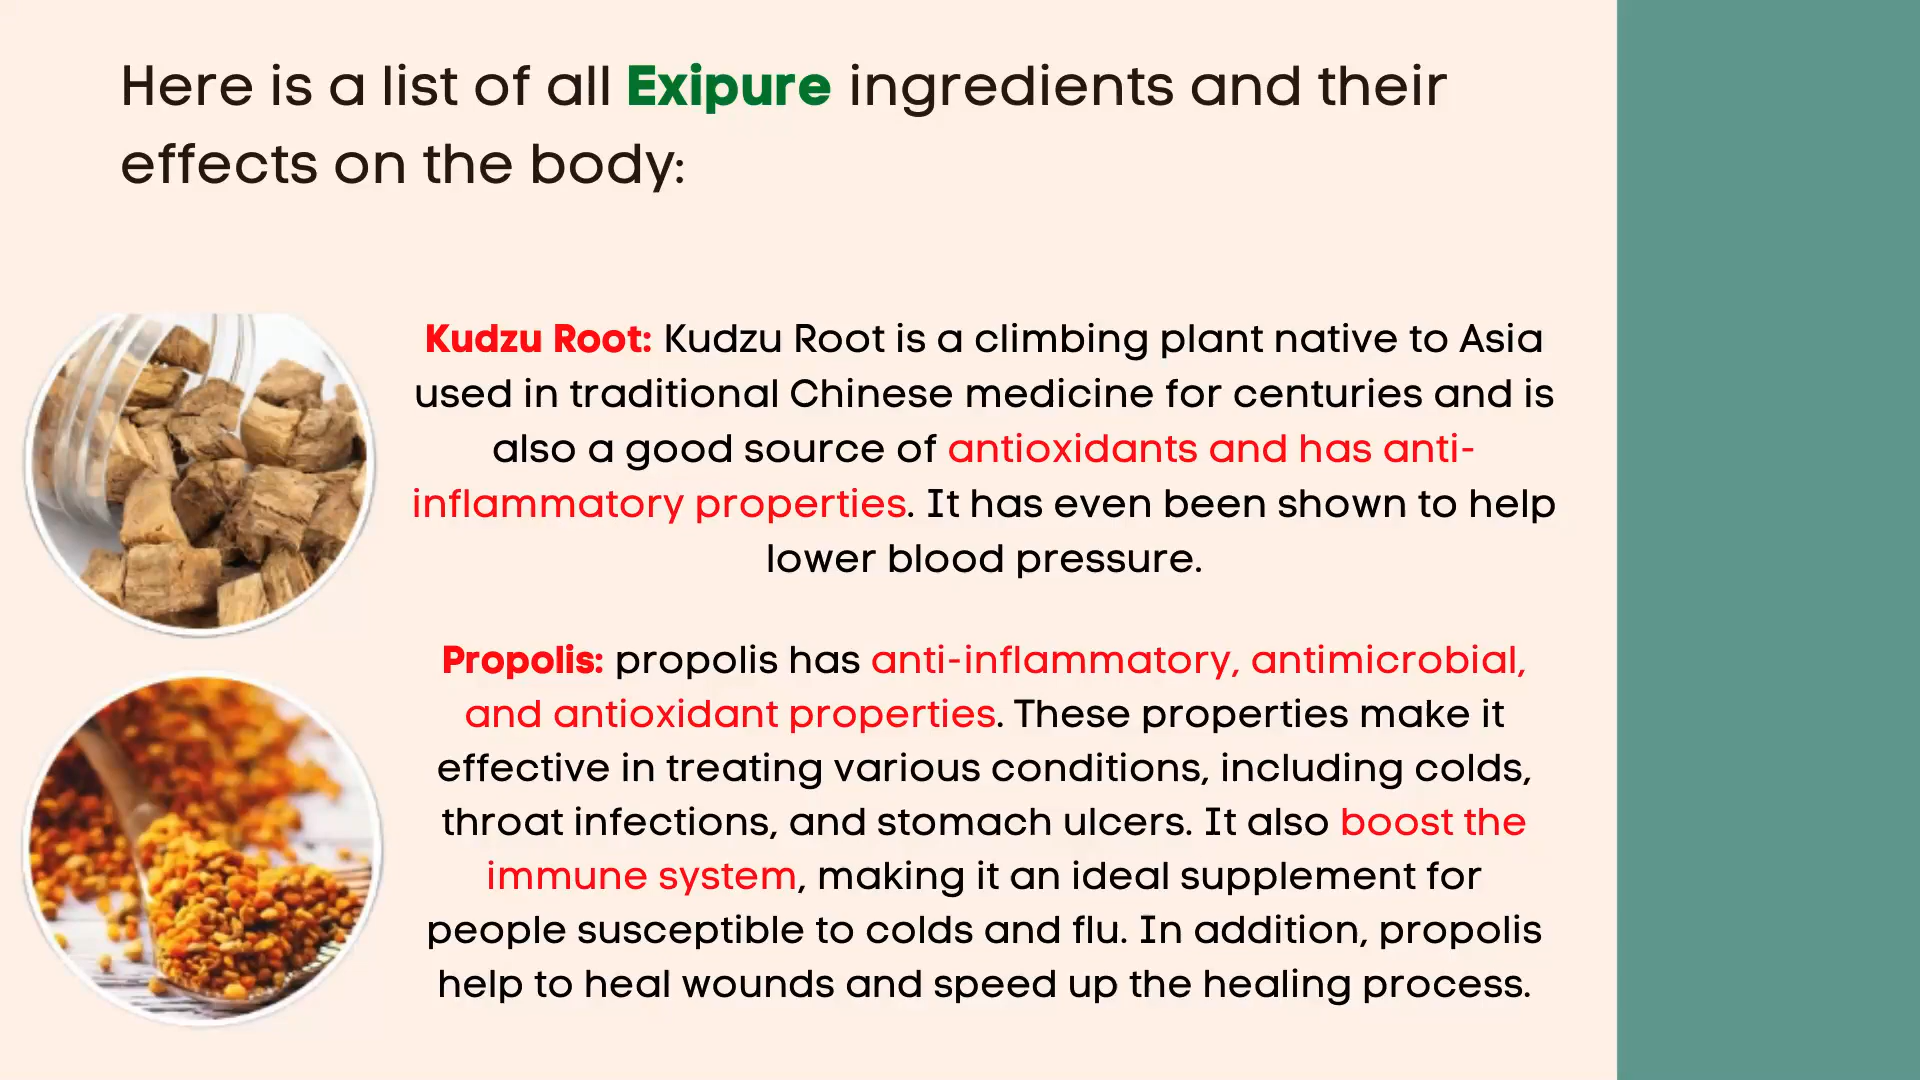 Here is a list of all Exipure ingredients and their
effects on the body:
Kudzu Root: Kudzu Root is a climbing plant native to Asia
used in traditional Chinese medicine for centuries and is
also a good source of antioxidants and has anti-
inflammatory properties. It has even been shown to help
lower blood pressure.
Propolis: propolis has anti-inflammatory, antimicrobial,
and antioxidant properties. These properties make it
effective in treating various conditions, including colds,
throat infections, and stomach ulcers. It also boost the
immune system, making it an ideal supplement for
people susceptible to colds and flu. In addition, propolis
help to heal wounds and speed up the healing process.